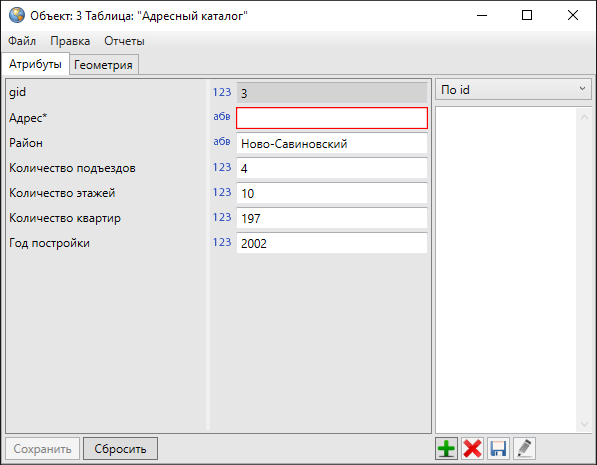 Объект: 3 Таблица: "Адресный каталог"
Файл Правка Отчеты
Атрибуты Геометрия
gid 123 3
Адрес* абв
Район абв Ново-Савиновский
Количество подъездов 123 4
Количество этажей 123 10
Количество квартир 123 197
Год постройки 123 2002
По id
Сохранить Сбросить